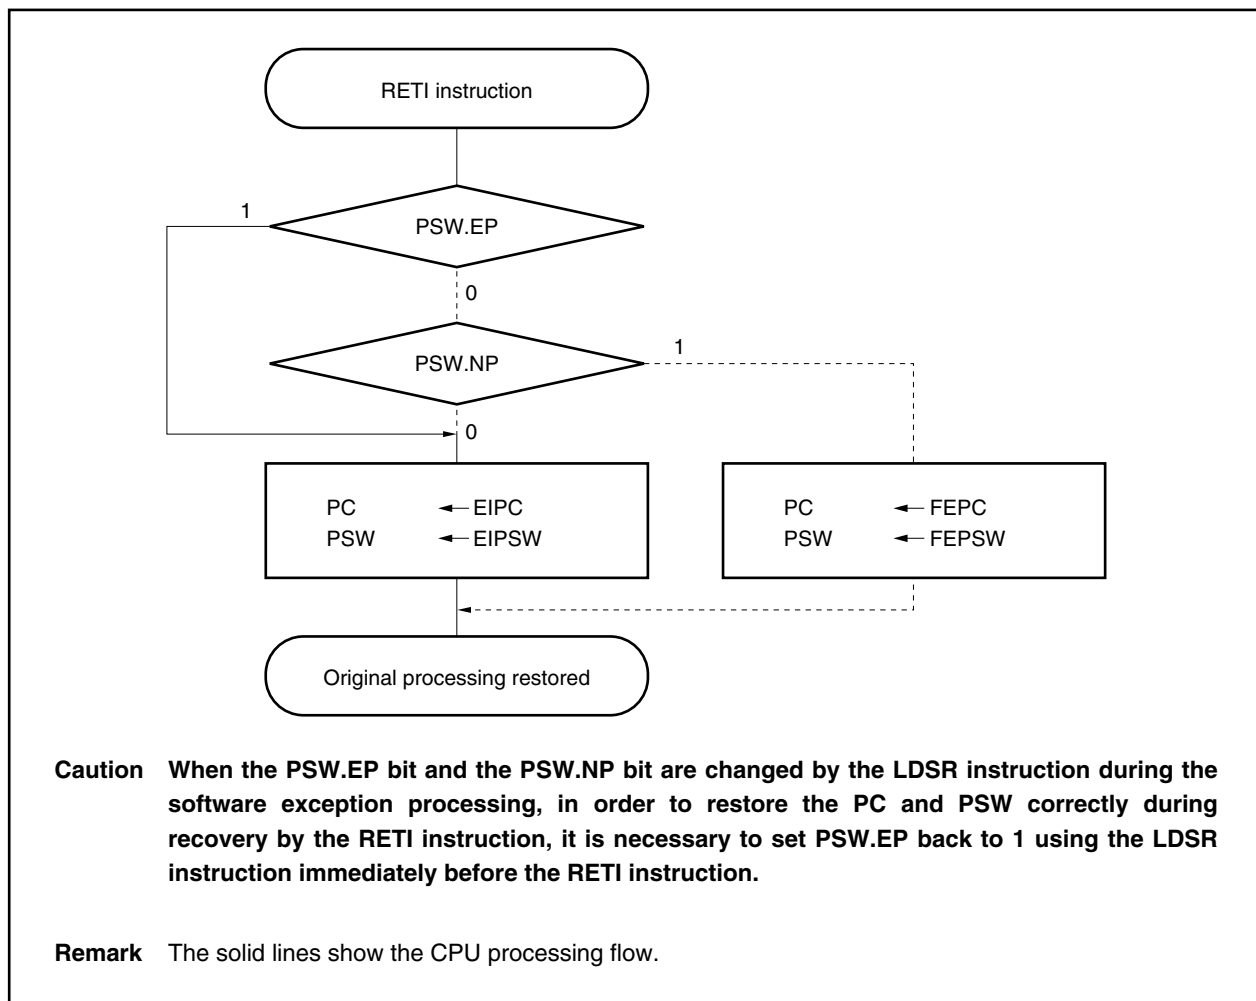 RETI instruction
1
PSW.EP
0
1
PSW.NP
0
PC ← EIPC
PSW ← EIPSW
PC ← FEPC
PSW ← FEPSW
Original processing restored
Caution When the PSW.EP bit and the PSW.NP bit are changed by the LDSR instruction during the
software exception processing, in order to restore the PC and PSW correctly during
recovery by the RETI instruction, it is necessary to set PSW.EP back to 1 using the LDSR
instruction immediately before the RETI instruction.
Remark The solid lines show the CPU processing flow.